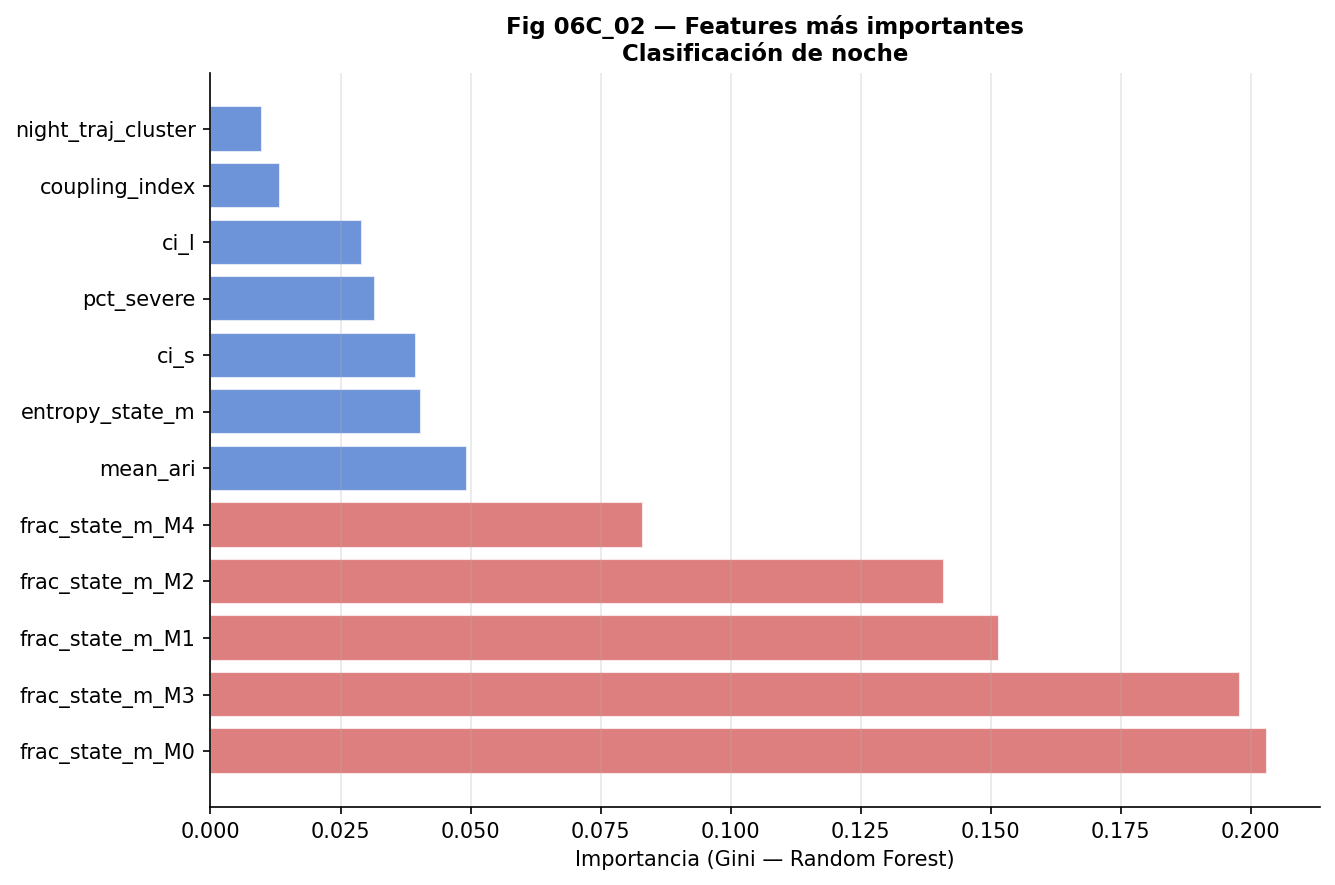 Fig 06C_02 — Features más importantes
Clasificación de noche
night_traj_cluster
coupling_index
ci_l
pct_severe
ci_s
entropy_state_m
mean_ari
frac_state_m_M4
frac_state_m_M2
frac_state_m_M1
frac_state_m_M3
frac_state_m_M0
0.000 0.025 0.050 0.075 0.100 0.125 0.150 0.175 0.200
Importancia (Gini — Random Forest)